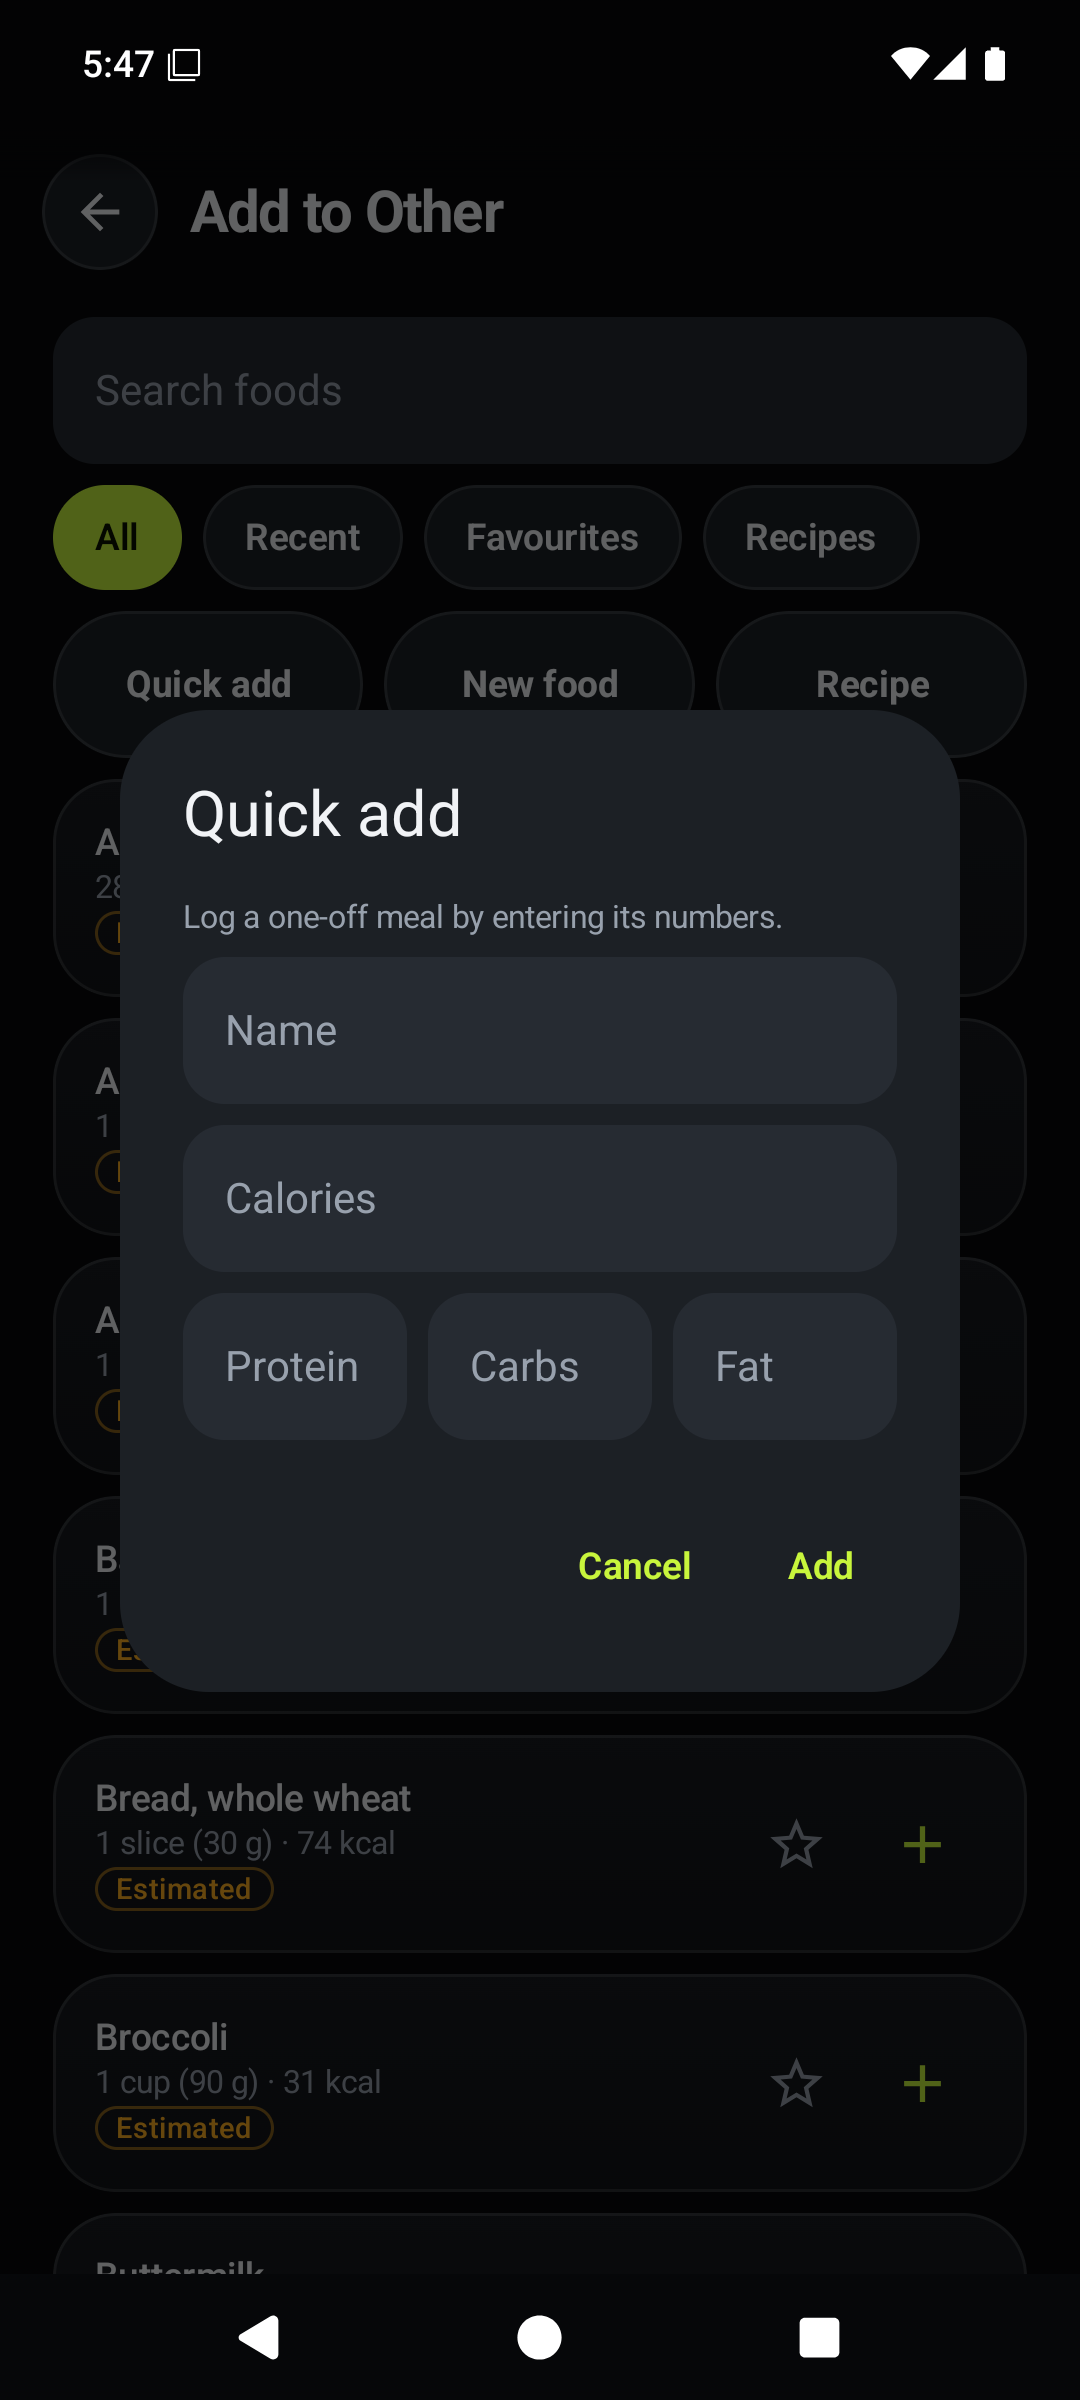 5:47
Add to Other
Search foods
All Recent Favourites Recipes
Quick add New food Recipe
Quick add
Log a one-off meal by entering its numbers.
Name
Calories
Protein Carbs Fat
Cancel Add
Bread, whole wheat
1 slice (30 g) · 74 kcal
Estimated
Broccoli
1 cup (90 g) · 31 kcal
Estimated
Buttermilk